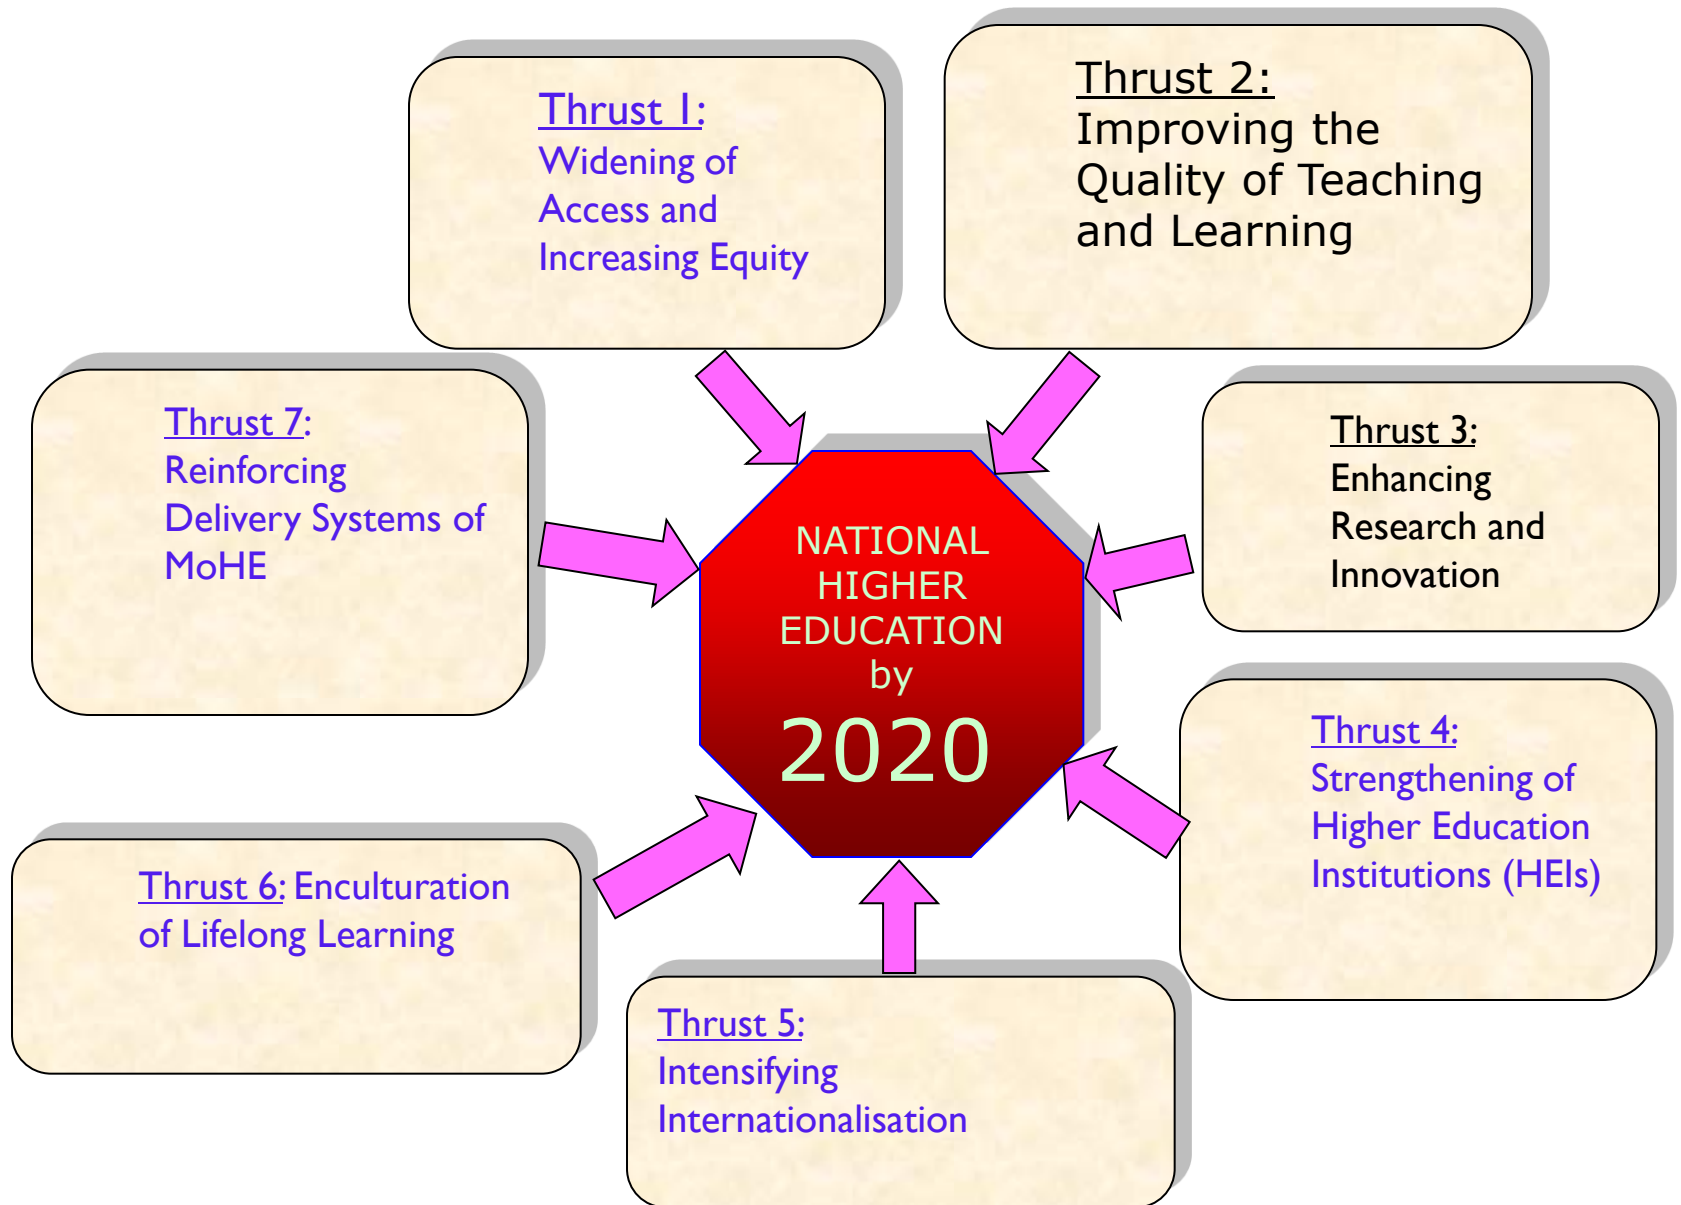 Thrust 1:
Widening of
Access and
Increasing Equity
Thrust 2:
Improving the
Quality of Teaching
and Learning
Thrust 7:
Reinforcing
Delivery Systems of
MoHE
NATIONAL
HIGHER
EDUCATION
by
2020
Thrust 3:
Enhancing
Research and
Innovation
Thrust 4:
Strengthening of
Higher Education
Institutions (HEIs)
Thrust 6: Enculturation
of Lifelong Learning
Thrust 5:
Intensifying
Internationalisation